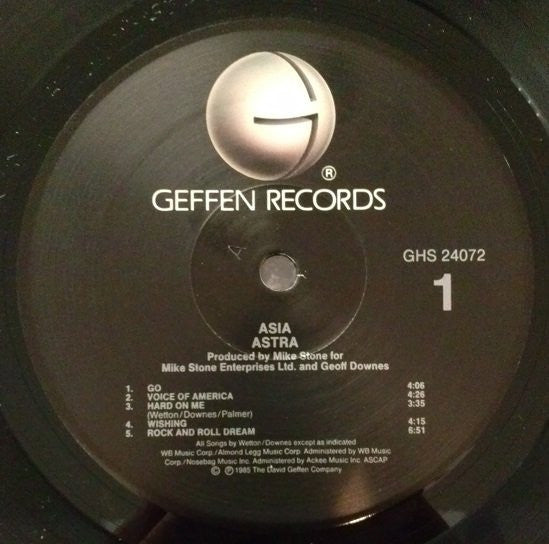 ®
GEFFEN RECORDS
GHS 24072
1
ASIA
ASTRA
Produced by Mike Stone for
Mike Stone Enterprises Ltd. and Geoff Downes
1. GO 4:06
2. VOICE OF AMERICA 4:26
3. HARD ON ME 3:35
(Wetton/Downes/Palmer)
4. WISHING 4:15
5. ROCK AND ROLL DREAM 6:51
All Songs by Wetton/Downes except as indicated
WB Music Corp./Almond Legg Music Corp. Administered by WB Music
Corp./Nosebag Music Inc. Administered by Ackee Music Inc. ASCAP
© ℗ 1985 The David Geffen Company